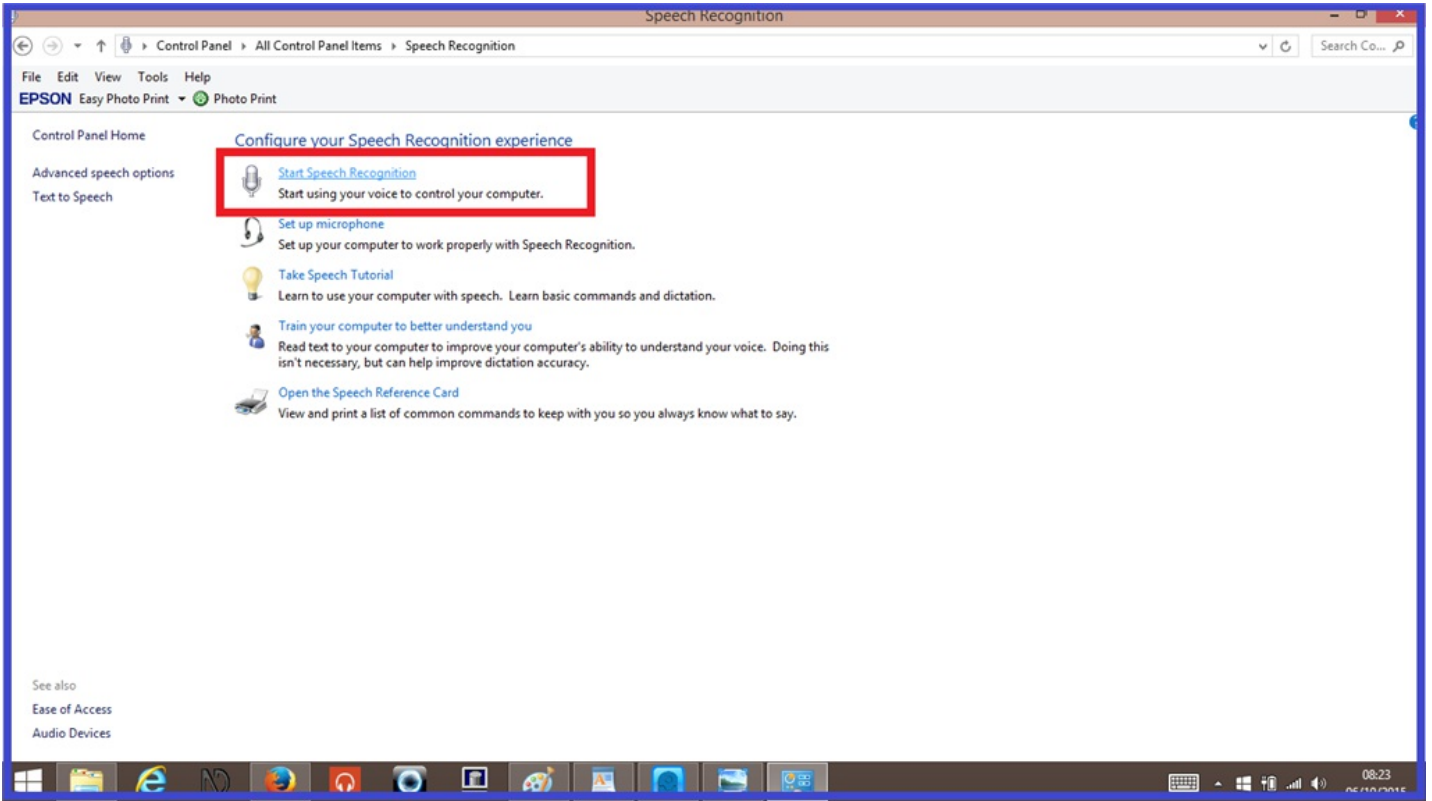 Speech Recognition
Control Panel All Control Panel Items Speech Recognition
Search Co...
File Edit View Tools Help
EPSON Easy Photo Print Photo Print
Control Panel Home
Advanced speech options
Text to Speech
Configure your Speech Recognition experience
Start Speech Recognition
Start using your voice to control your computer.
Set up microphone
Set up your computer to work properly with Speech Recognition.
Take Speech Tutorial
Learn to use your computer with speech. Learn basic commands and dictation.
Train your computer to better understand you
Read text to your computer to improve your computer's ability to understand your voice. Doing this
isn't necessary, but can help improve dictation accuracy.
Open the Speech Reference Card
View and print a list of common commands to keep with you so you always know what to say.
See also
Ease of Access
Audio Devices
08:23
06/10/2015